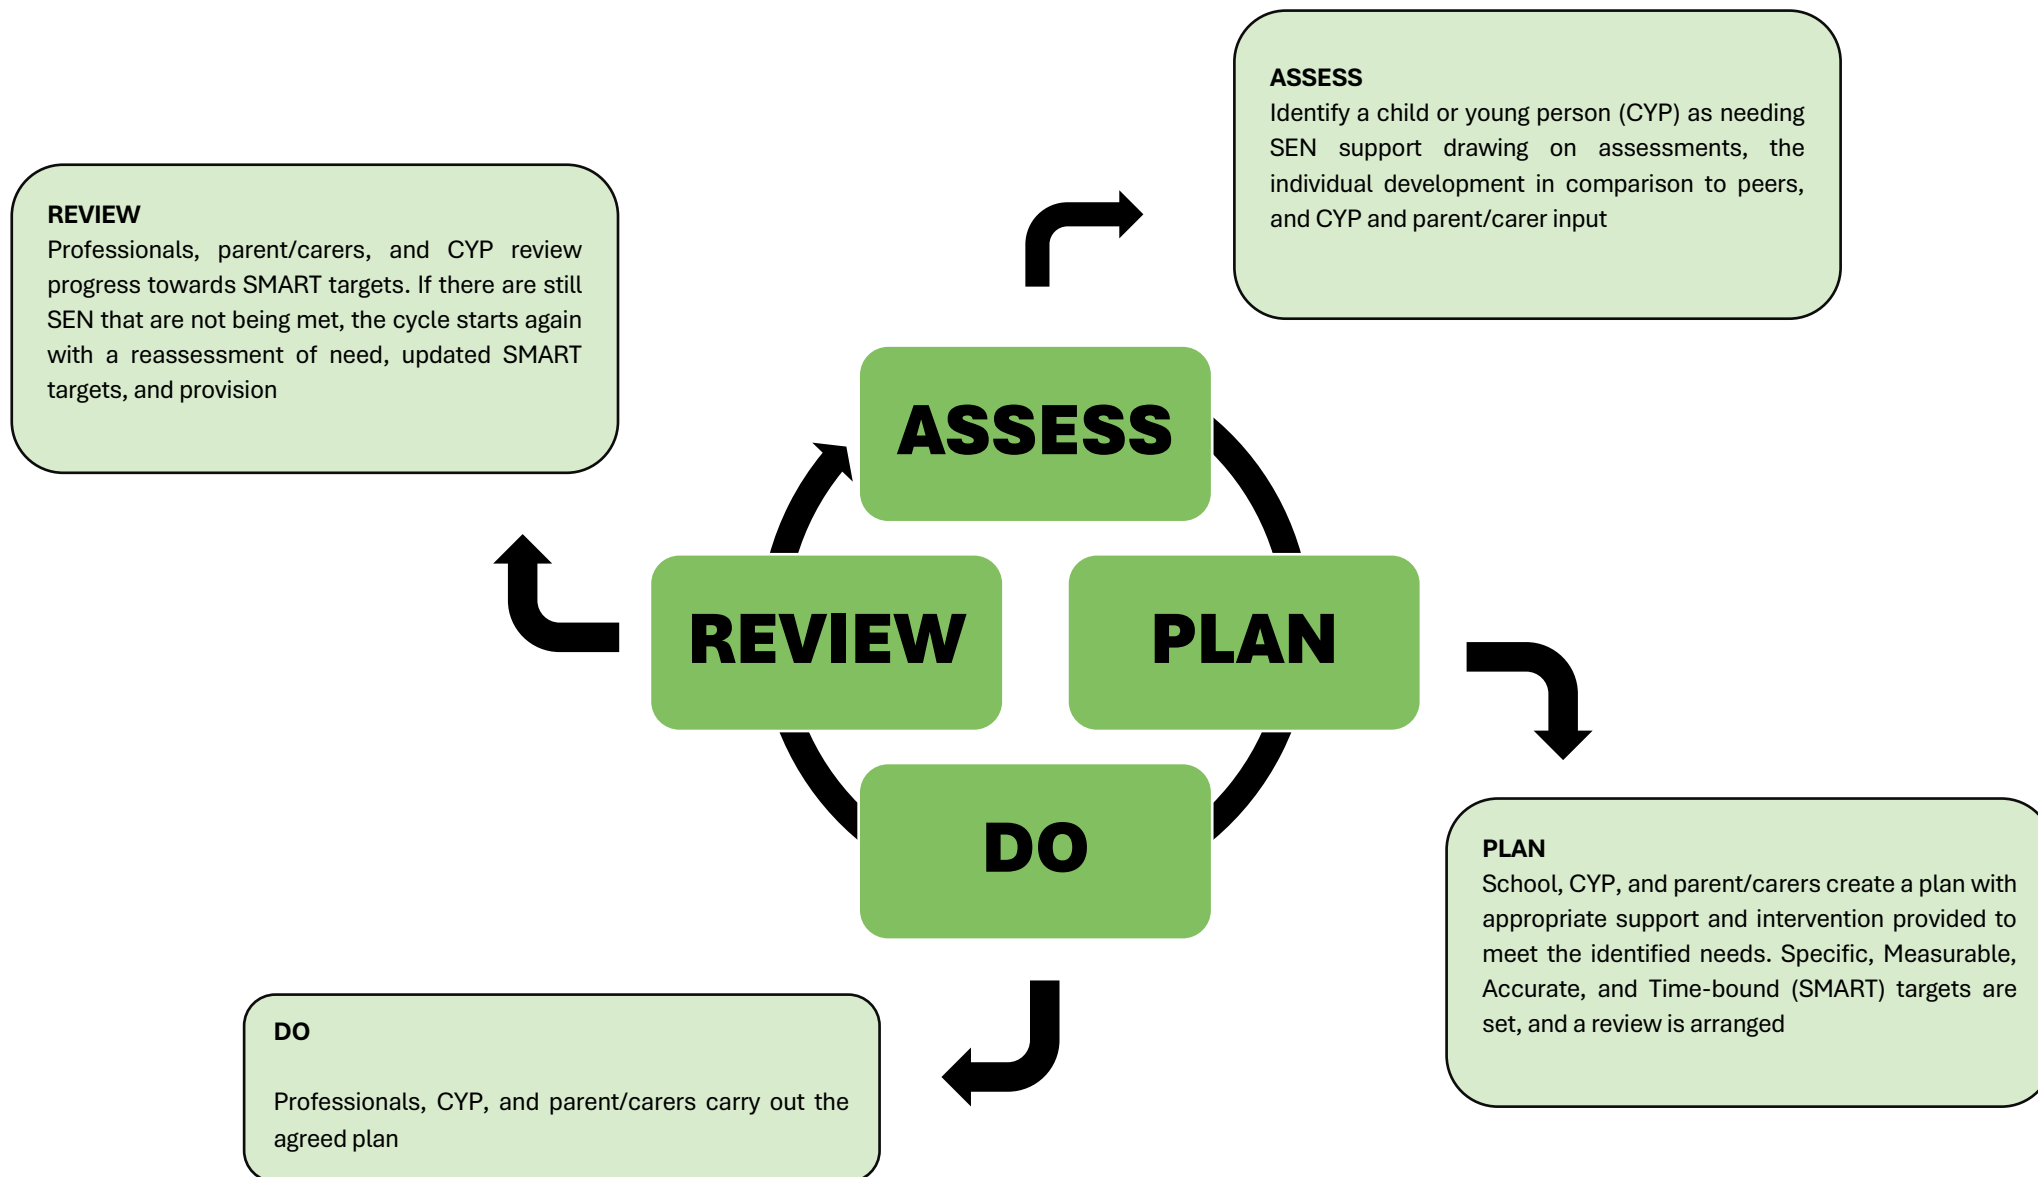 ASSESS
Identify a child or young person (CYP) as needing
SEN support drawing on assessments, the
individual development in comparison to peers,
and CYP and parent/carer input
REVIEW
Professionals, parent/carers, and CYP review
progress towards SMART targets. If there are still
SEN that are not being met, the cycle starts again
with a reassessment of need, updated SMART
targets, and provision
ASSESS
REVIEW
PLAN
DO
PLAN
School, CYP, and parent/carers create a plan with
appropriate support and intervention provided to
meet the identified needs. Specific, Measurable,
Accurate, and Time-bound (SMART) targets are
set, and a review is arranged
DO
Professionals, CYP, and parent/carers carry out the
agreed plan